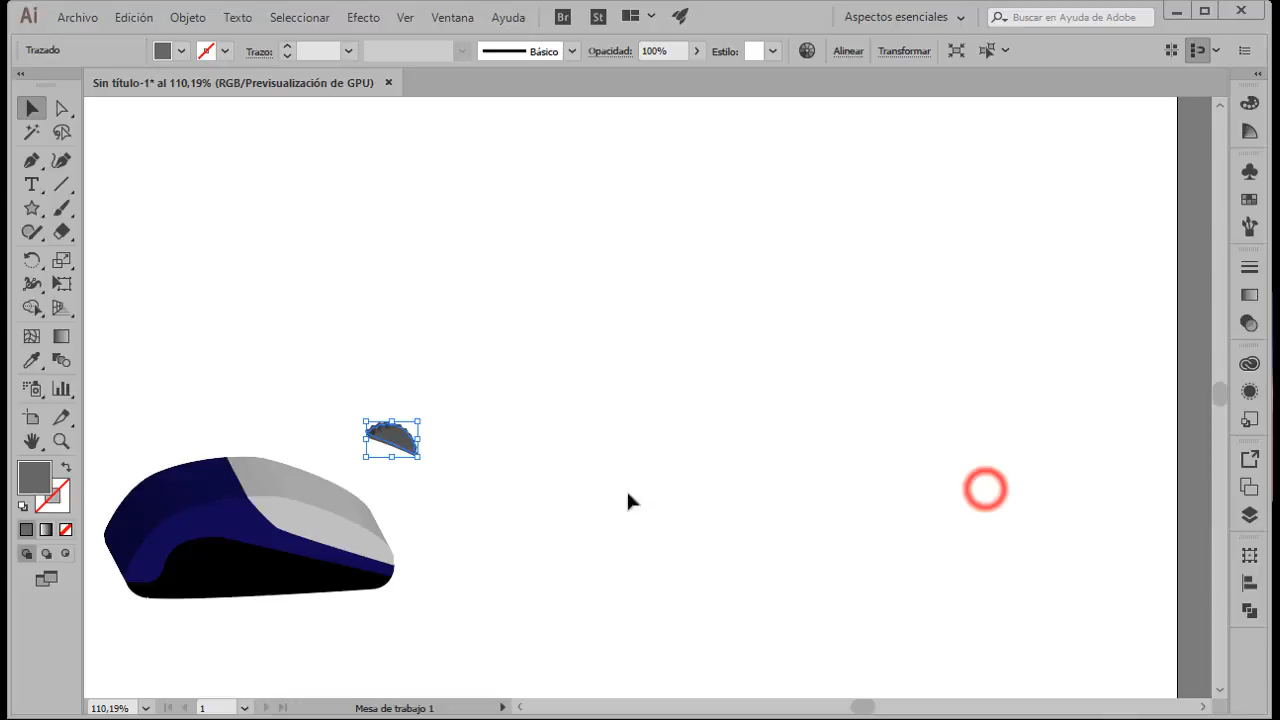 Ai Archivo Edición Objeto Texto Seleccionar Efecto Ver Ventana Ayuda Br St Aspectos esenciales Buscar en Ayuda de Adobe
Trazado Trazo: Básico Opacidad: 100% Estilo: Alinear Transformar
Sin título-1* al 110,19% (RGB/Previsualización de GPU)
110,19% 1 Mesa de trabajo 1